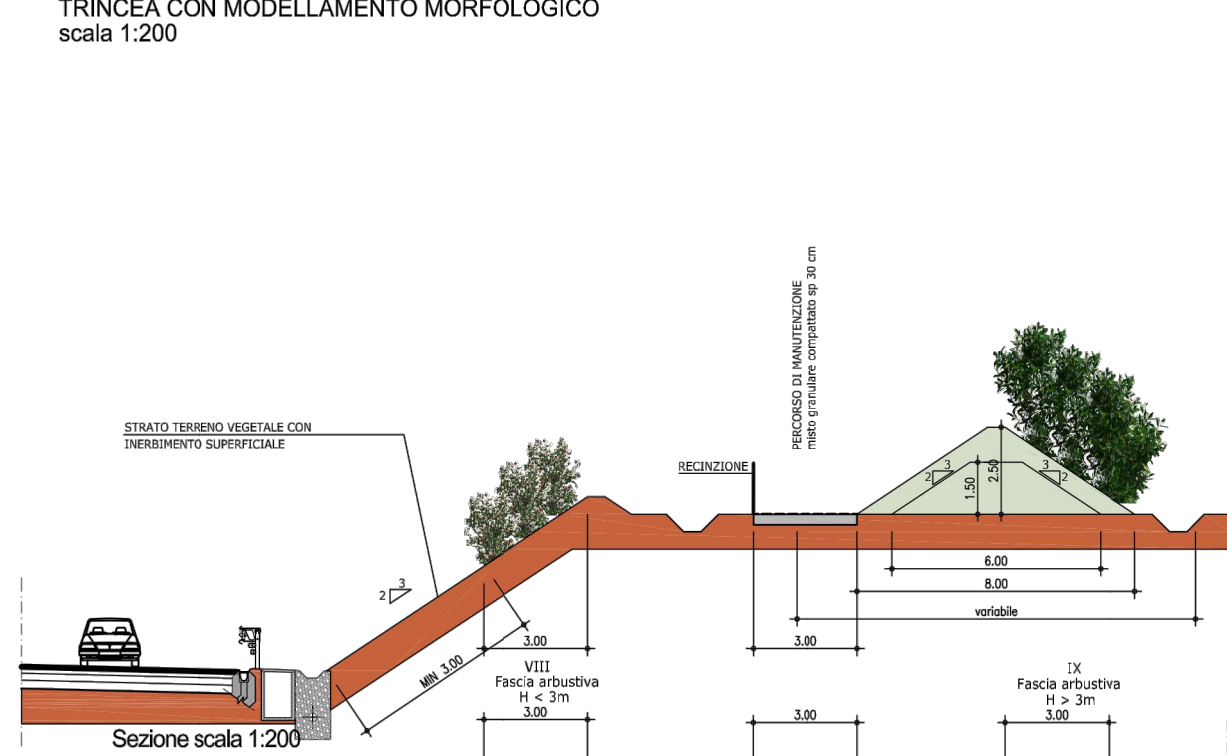 TRINCEA CON MODELLAMENTO MORFOLOGICO
scala 1:200
PERCORSO DI MANUTENZIONE
misto granulare compattato sp 30 cm
STRATO TERRENO VEGETALE CON
INERBIMENTO SUPERFICIALE
RECINZIONE
3
2
3
2
1.50
2.50
3
2
6.00
8.00
variabile
MIN 3.00
3.00
3.00
VIII
Fascia arbustiva
H < 3m
3.00
3.00
IX
Fascia arbustiva
H > 3m
3.00
Sezione scala 1:200